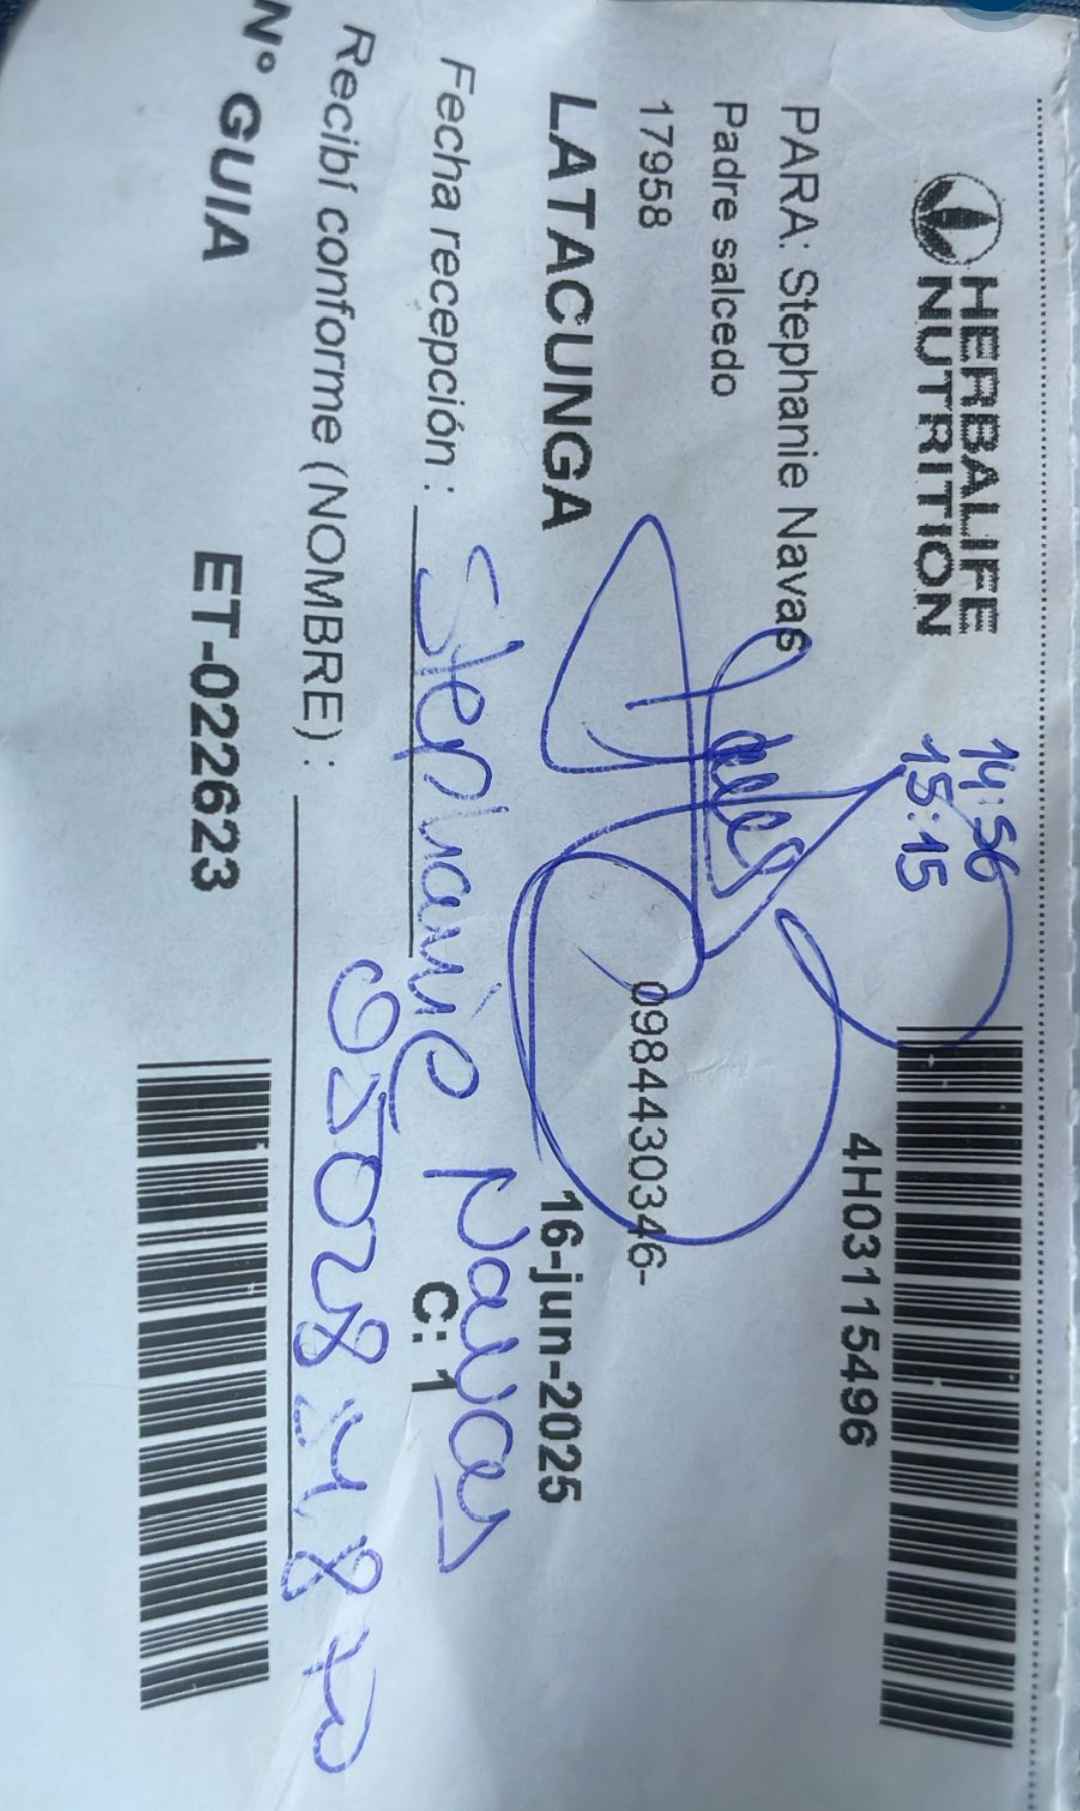 HERBALIFE
NUTRITION
14:56
15:15
4H03115496
PARA: Stephanie Navas
Padre salcedo
17958
0984430346-
LATACUNGA
16-jun-2025
Fecha recepción :
Stephanie Navas
C: 1
Recibí conforme (NOMBRE) :
N° GUIA
ET-022623